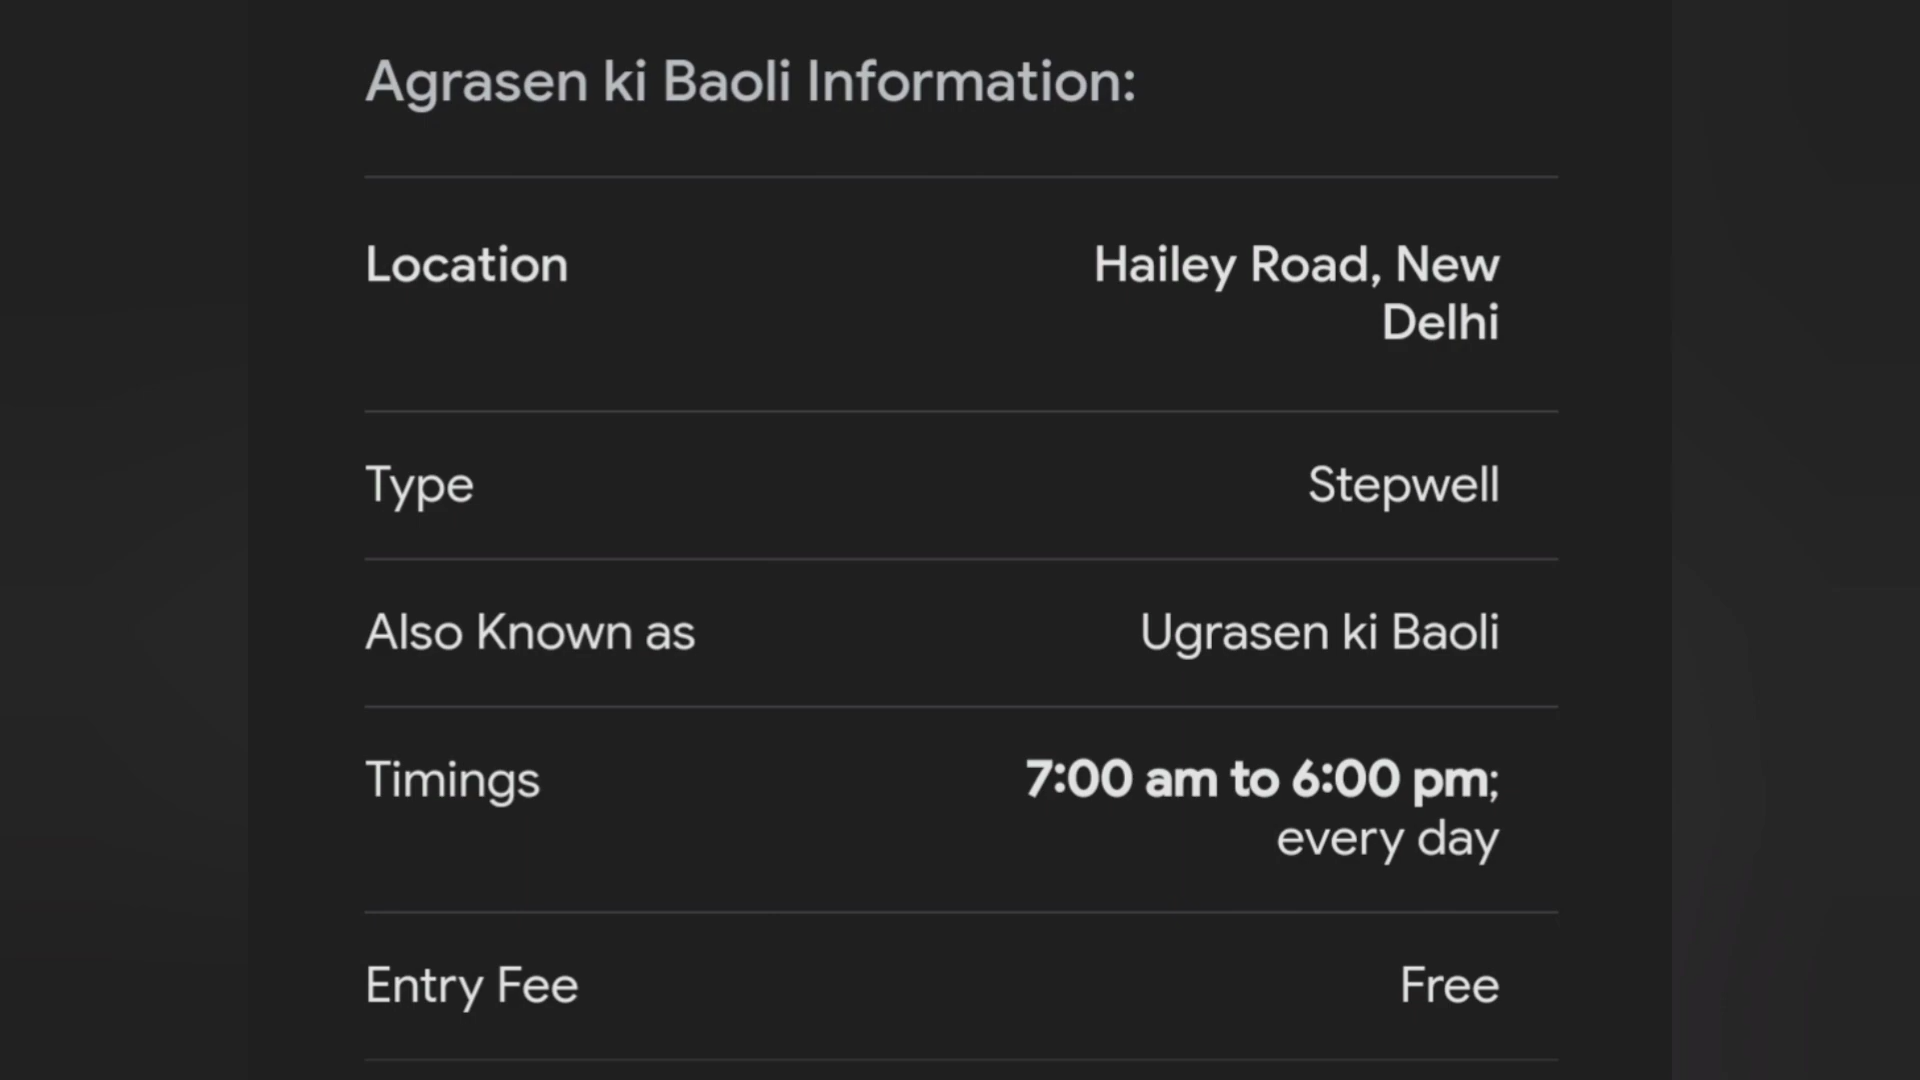 Agrasen ki Baoli Information:
Location
Hailey Road, New
Delhi
Type
Stepwell
Also Known as
Ugrasen ki Baoli
Timings
7:00 am to 6:00 pm;
every day
Entry Fee
Free